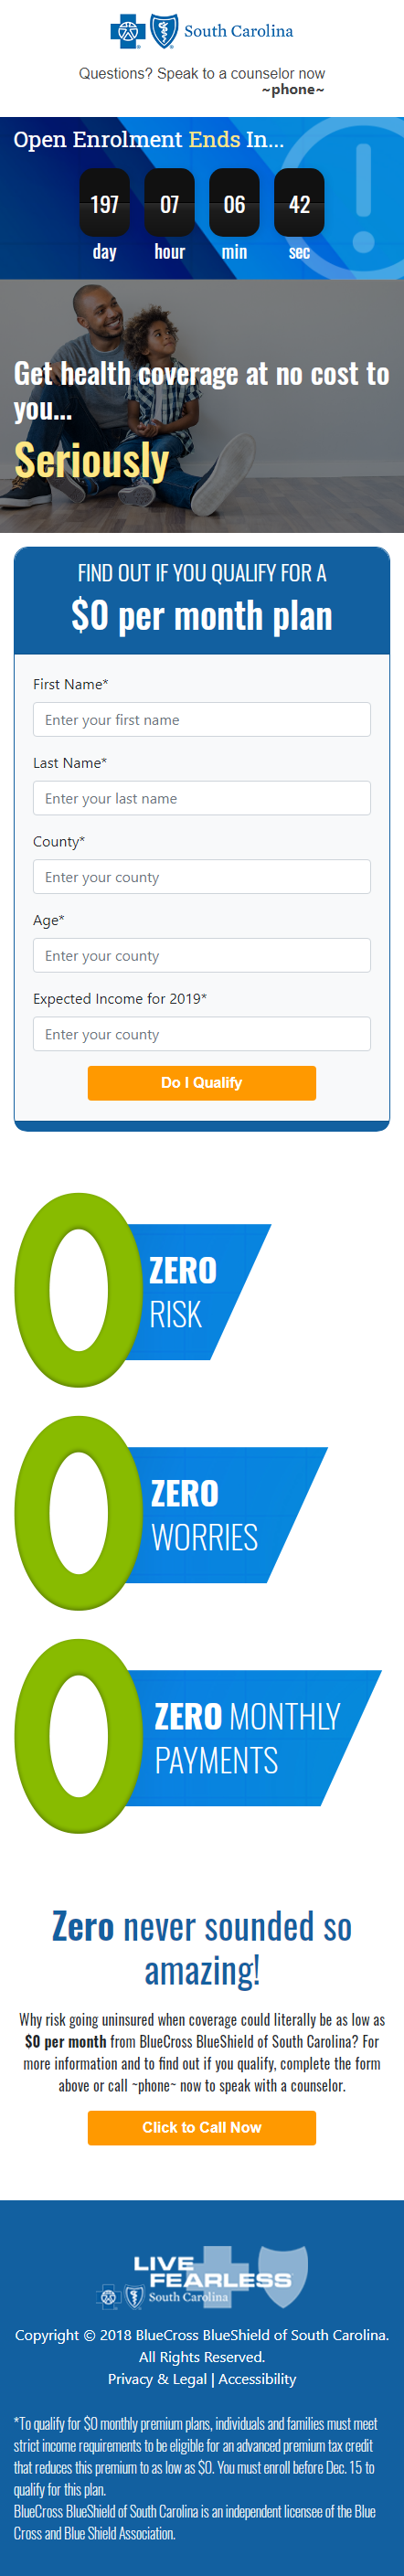 South Carolina
Questions? Speak to a counselor now
~phone~
Open Enrolment Ends In...
197 07 06 42
day hour min sec
Get health coverage at no cost to
you...
Seriously
FIND OUT IF YOU QUALIFY FOR A
$0 per month plan
First Name*
Enter your first name
Last Name*
Enter your last name
County*
Enter your county
Age*
Enter your county
Expected Income for 2019*
Enter your county
Do I Qualify
0 ZERO
RISK
0 ZERO
WORRIES
0 ZERO MONTHLY
PAYMENTS
Zero never sounded so
amazing!
Why risk going uninsured when coverage could literally be as low as
$0 per month from BlueCross BlueShield of South Carolina? For
more information and to find out if you qualify, complete the form
above or call ~phone~ now to speak with a counselor.
Click to Call Now
LIVE
FEARLESS
South Carolina
Copyright © 2018 BlueCross BlueShield of South Carolina.
All Rights Reserved.
Privacy & Legal | Accessibility
*To qualify for $0 monthly premium plans, individuals and families must meet
strict income requirements to be eligible for an advanced premium tax credit
that reduces this premium to as low as $0. You must enroll before Dec. 15 to
qualify for this plan.
BlueCross BlueShield of South Carolina is an independent licensee of the Blue
Cross and Blue Shield Association.